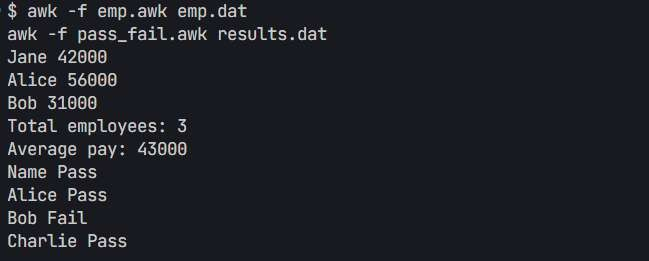 $ awk -f emp.awk emp.dat
awk -f pass_fail.awk results.dat
Jane 42000
Alice 56000
Bob 31000
Total employees: 3
Average pay: 43000
Name Pass
Alice Pass
Bob Fail
Charlie Pass